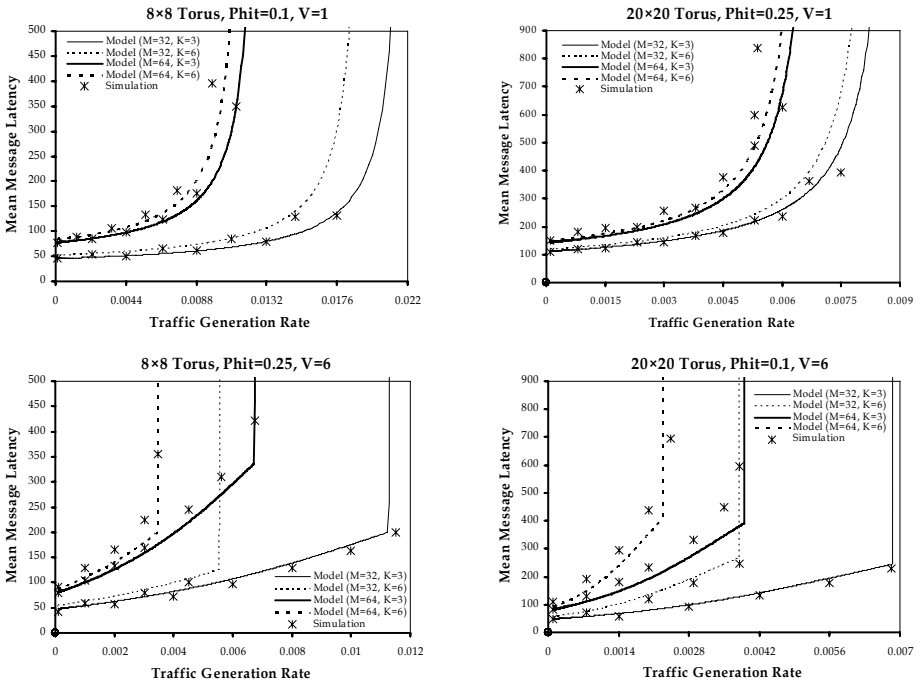 8×8 Torus, Phit=0.1, V=1
500
450
400
350
300
250
200
150
100
50
0
Mean Message Latency
Model (M=32, K=3)
Model (M=32, K=6)
Model (M=64, K=3)
Model (M=64, K=6)
Simulation
0 0.0044 0.0088 0.0132 0.0176 0.022
Traffic Generation Rate
20×20 Torus, Phit=0.25, V=1
900
800
700
600
500
400
300
200
100
0
Mean Message Latency
Model (M=32, K=3)
Model (M=32, K=6)
Model (M=64, K=3)
Model (M=64, K=6)
Simulation
0 0.0015 0.003 0.0045 0.006 0.0075 0.009
Traffic Generation Rate
8×8 Torus, Phit=0.25, V=6
500
450
400
350
300
250
200
150
100
50
0
Mean Message Latency
Model (M=32, K=3)
Model (M=32, K=6)
Model (M=64, K=3)
Model (M=64, K=6)
Simulation
0 0.002 0.004 0.006 0.008 0.01 0.012
Traffic Generation Rate
20×20 Torus, Phit=0.1, V=6
900
800
700
600
500
400
300
200
100
0
Mean Message Latency
Model (M=32, K=3)
Model (M=32, K=6)
Model (M=64, K=3)
Model (M=64, K=6)
Simulation
0 0.0014 0.0028 0.0042 0.0056 0.007
Traffic Generation Rate